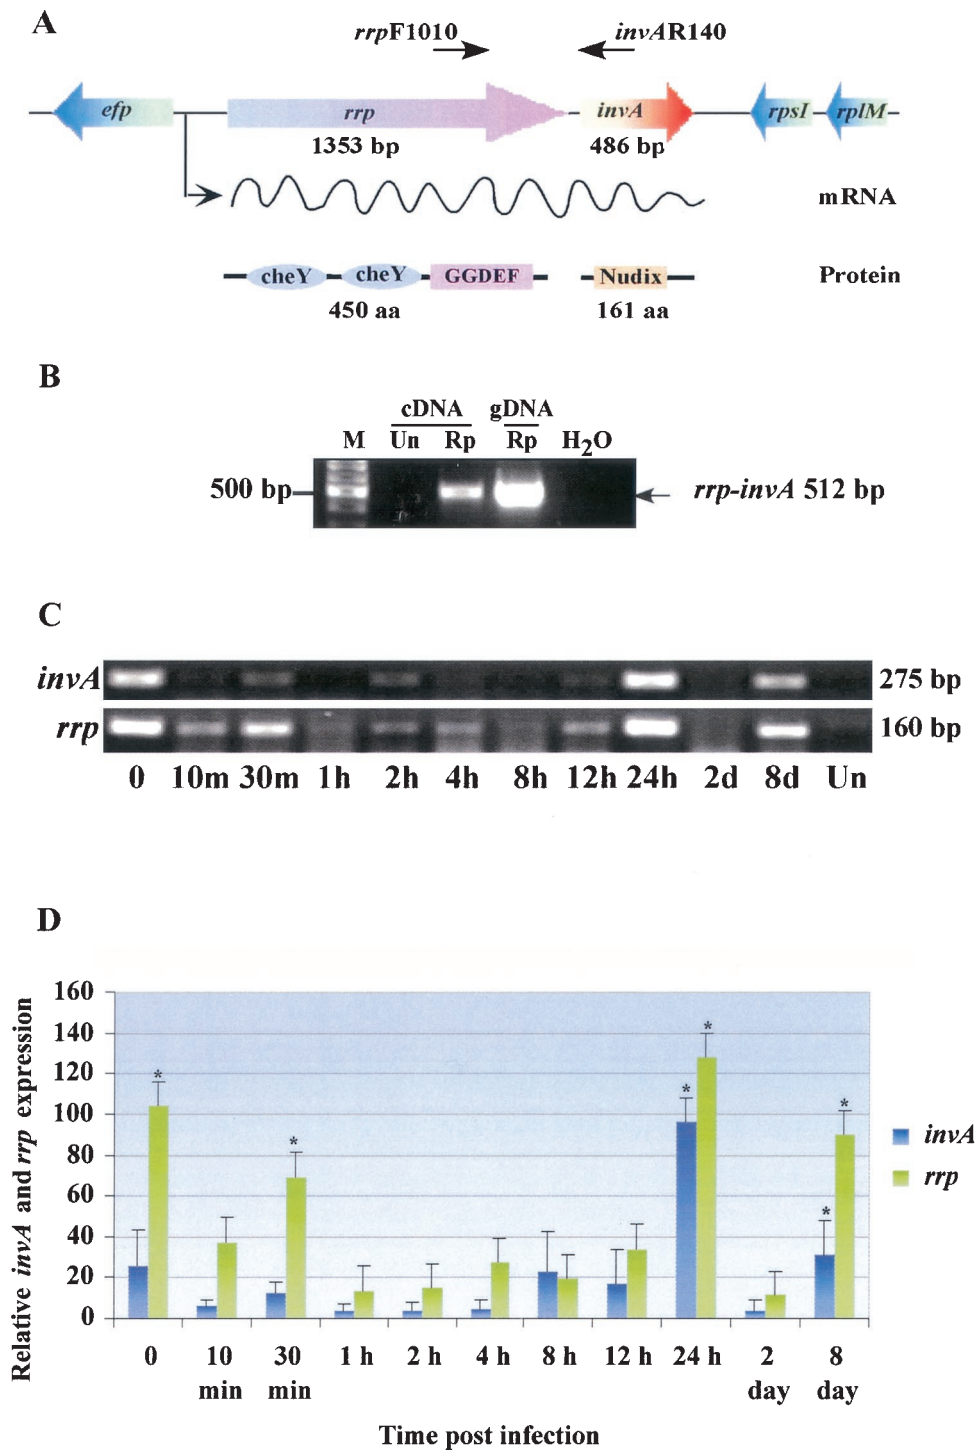 A
rrpF1010 invAR140
efp rrp invA rpsI rplM
1353 bp 486 bp
mRNA
cheY cheY GGDEF Nudix Protein
450 aa 161 aa
B
cDNA gDNA
M Un Rp Rp H2O
500 bp rrp-invA 512 bp
C
invA 275 bp
rrp 160 bp
0 10m 30m 1h 2h 4h 8h 12h 24h 2d 8d Un
D
Relative invA and rrp expression
160
140
120
100
80
60
40
20
0
* * * * * *
invA
rrp
0 10 min 30 min 1 h 2 h 4 h 8 h 12 h 24 h 2 day 8 day
Time post infection